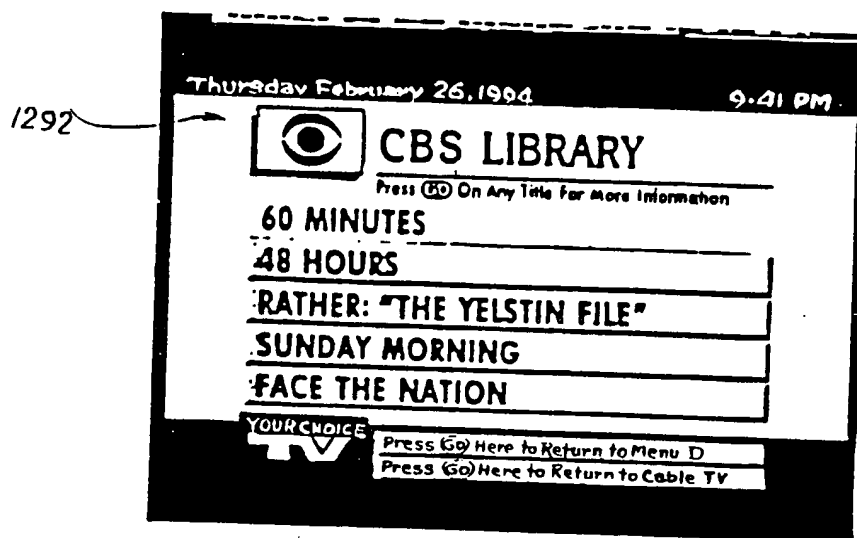 Thursday February 26, 1994
9:41 PM
1292
CBS LIBRARY
Press Go On Any Title For More Information
60 MINUTES
48 HOURS
RATHER: "THE YELSTIN FILE"
SUNDAY MORNING
FACE THE NATION
YOUR CHOICE
TV
Press Go Here to Return to Menu D
Press Go Here to Return to Cable TV